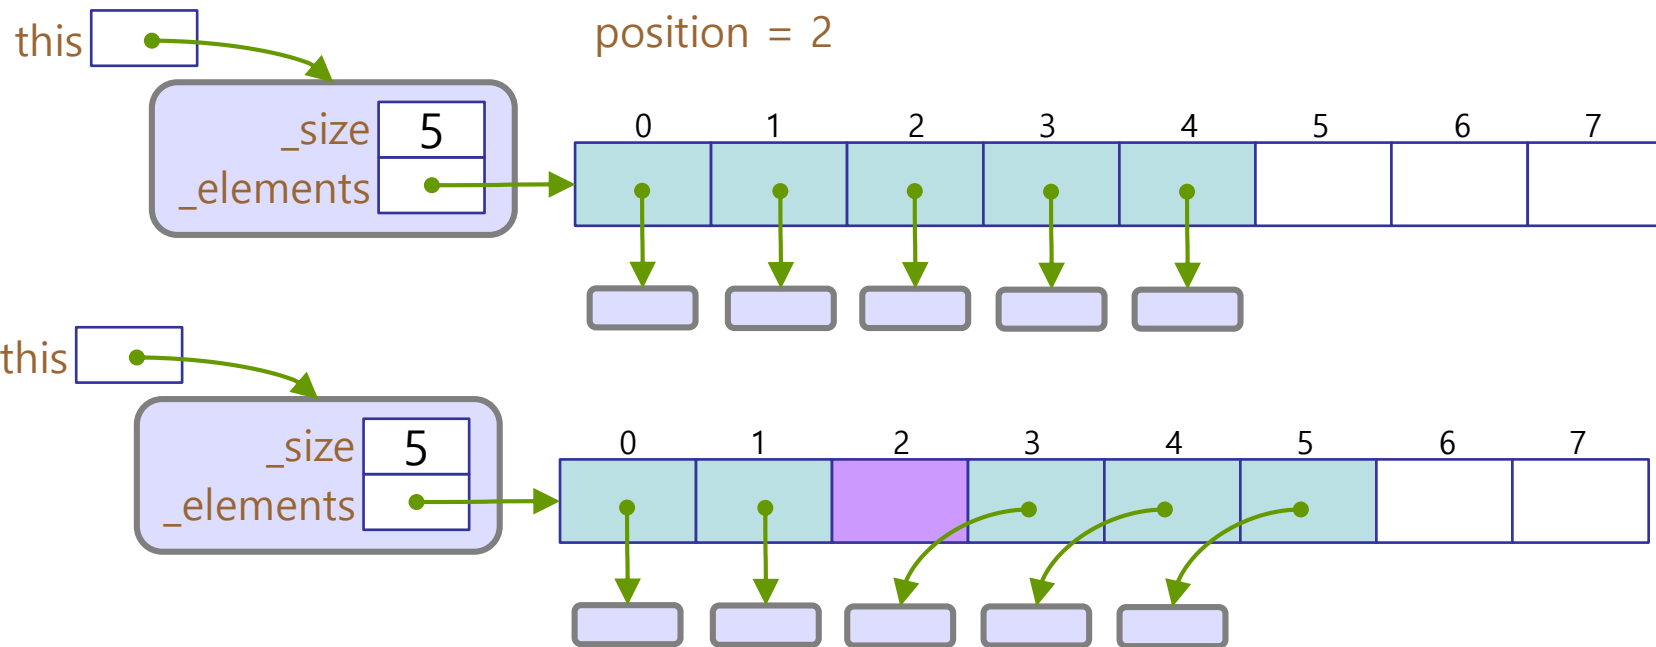 this
position = 2
_size 5
_elements
0 1 2 3 4 5 6 7
this
_size 5
_elements
0 1 2 3 4 5 6 7